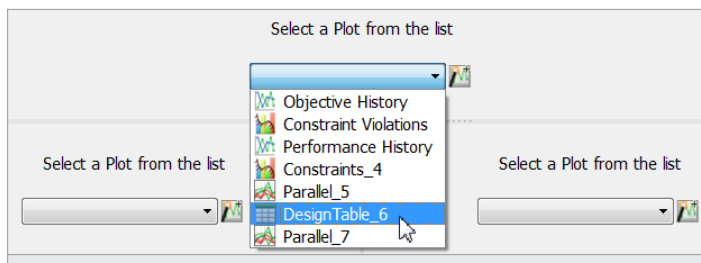 Select a Plot from the list
Objective History
Constraint Violations
Performance History
Constraints_4
Parallel_5
DesignTable_6
Parallel_7
Select a Plot from the list
Select a Plot from the list